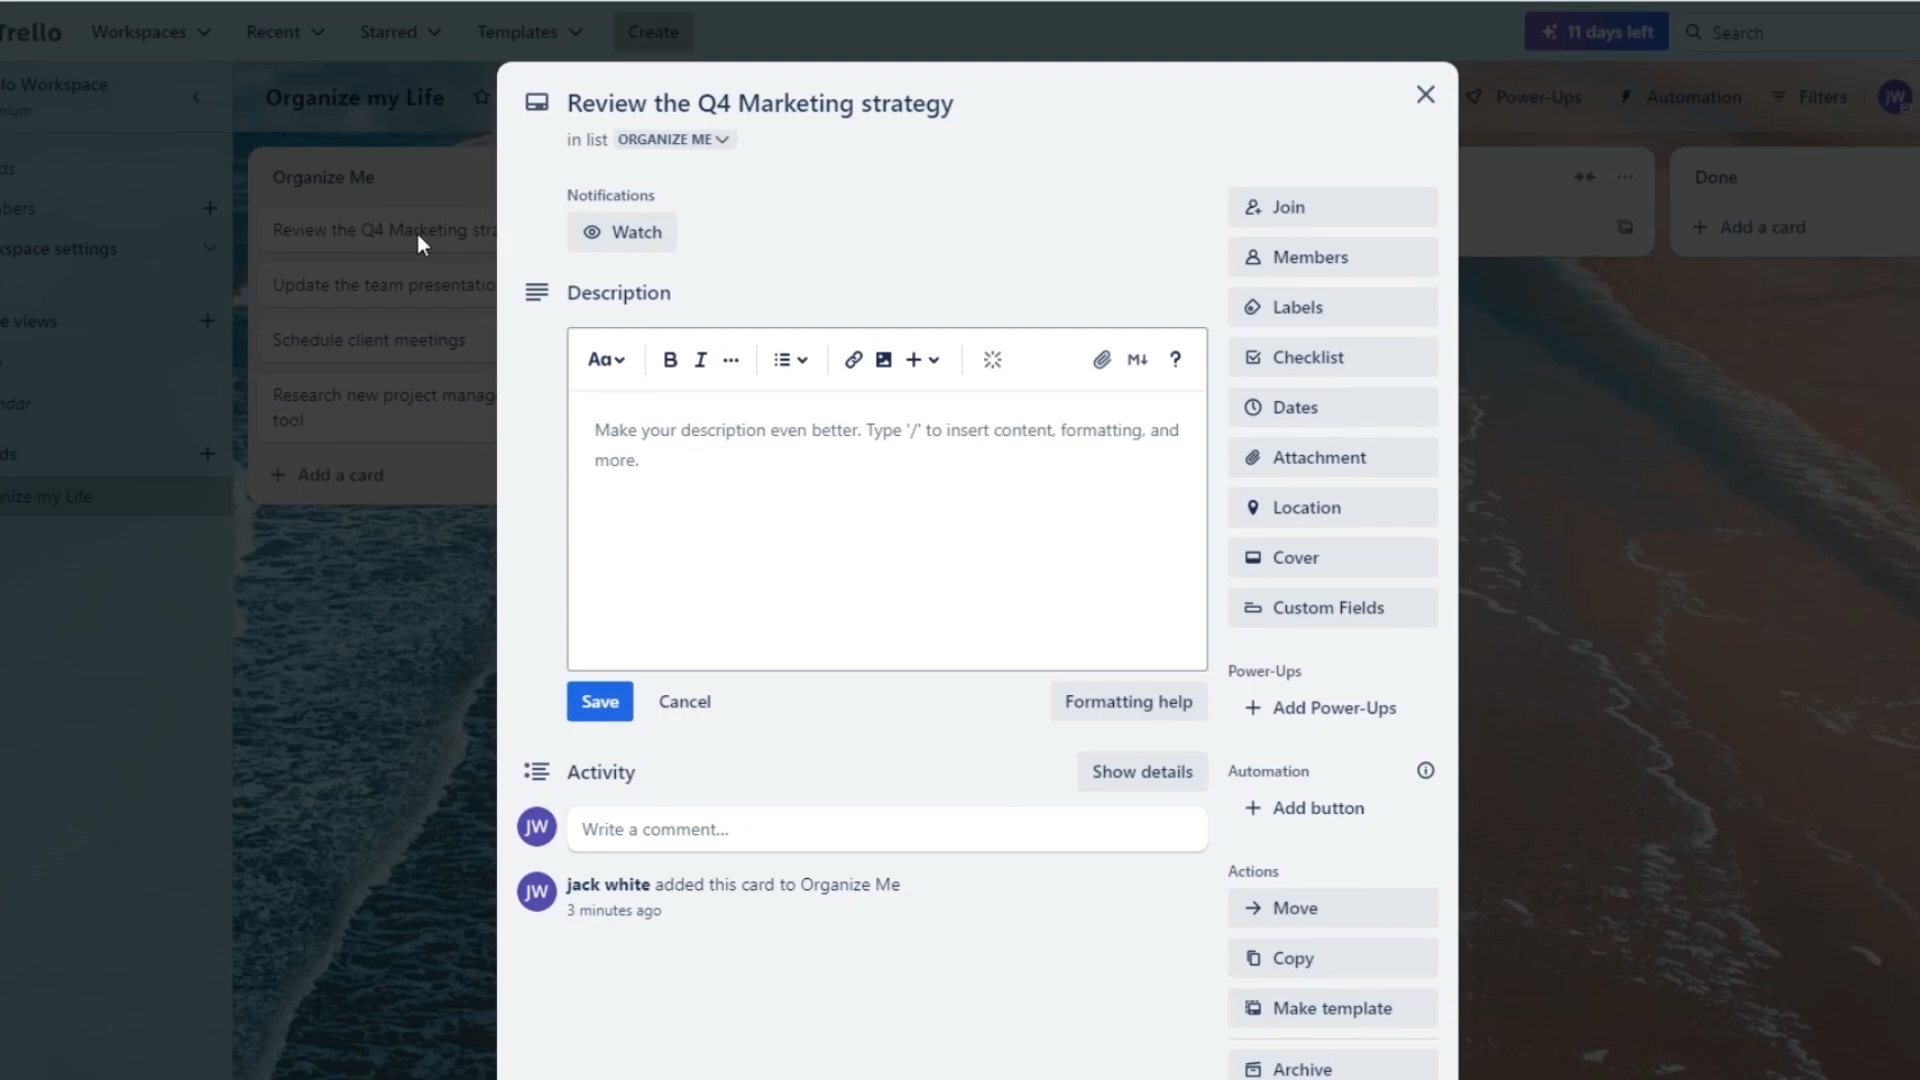 Trello
Workspaces
Recent
Starred
Templates
Create
11 days left
Search
lo Workspace
mium
Organize my Life
Power-Ups
Automation
Filters
JW
ds
bers
kspace settings
e views
ndar
ds
nize my Life
Organize Me
Review the Q4 Marketing stra
Update the team presentatio
Schedule client meetings
Research new project manag
tool
+ Add a card
Done
+ Add a card
Review the Q4 Marketing strategy
in list ORGANIZE ME
Notifications
Watch
Description
Aa
B I ...
M↓ ?
Make your description even better. Type '/' to insert content, formatting, and
more.
Save
Cancel
Formatting help
Activity
Show details
JW
Write a comment...
JW
jack white added this card to Organize Me
3 minutes ago
Join
Members
Labels
Checklist
Dates
Attachment
Location
Cover
Custom Fields
Power-Ups
+ Add Power-Ups
Automation
+ Add button
Actions
Move
Copy
Make template
Archive